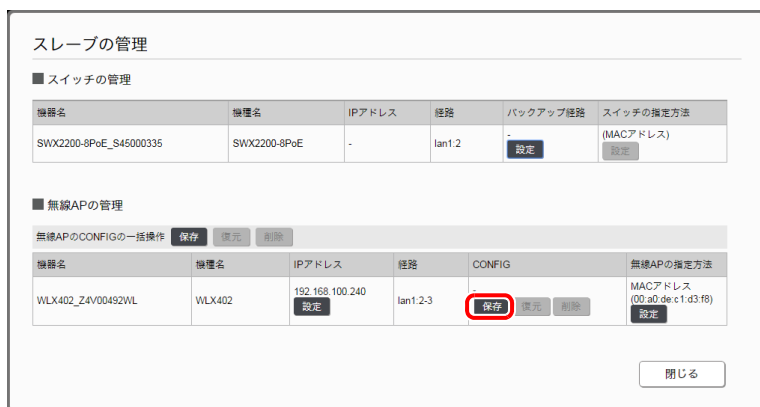 スレーブの管理
スイッチの管理
機器名 機種名 IPアドレス 経路 バックアップ経路 スイッチの指定方法
SWX2200-8PoE_S45000335 SWX2200-8PoE - lan1:2 - 設定 (MACアドレス) 設定
無線APの管理
無線APのCONFIGの一括操作 保存 復元 削除
機器名 機種名 IPアドレス 経路 CONFIG 無線APの指定方法
WLX402_Z4V00492WL WLX402 192.168.100.240 設定 lan1:2-3 - 保存 復元 削除 MACアドレス (00:a0:de:c1:d3:f8) 設定
閉じる